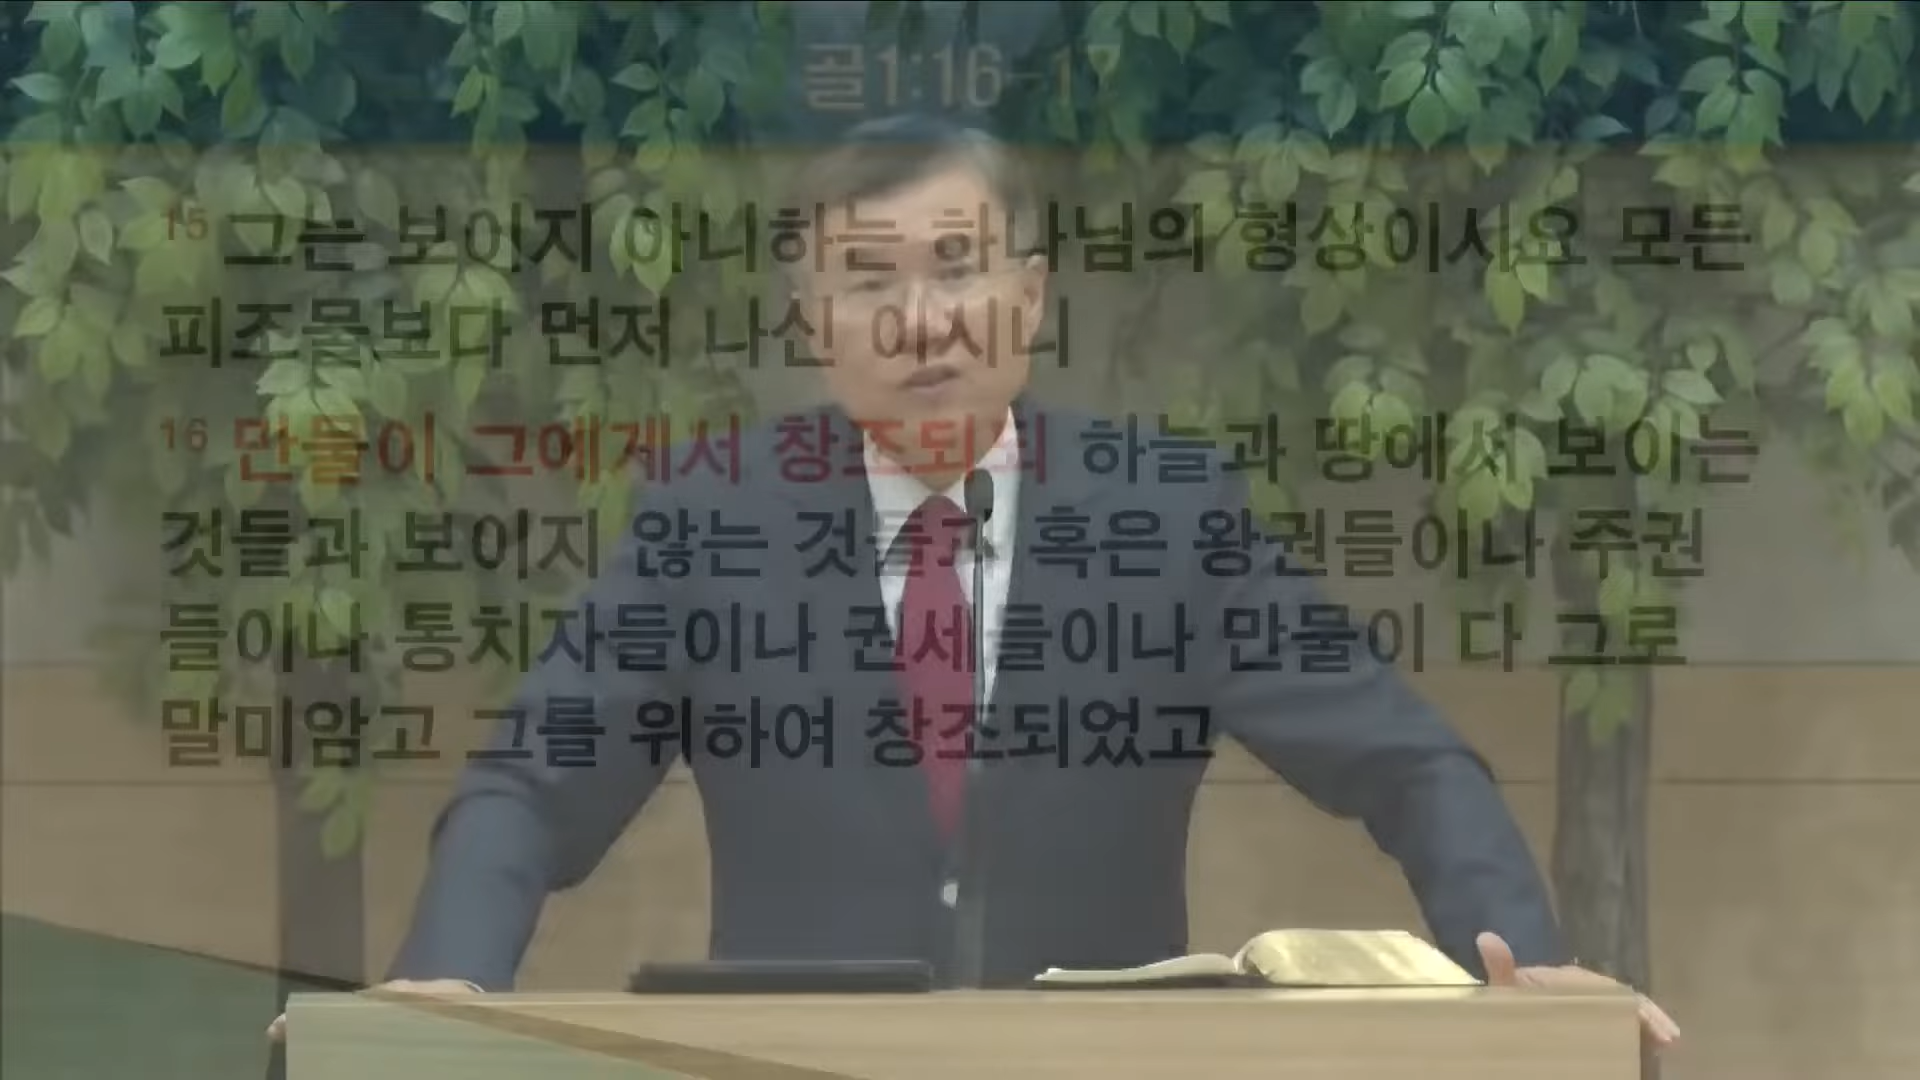 골1:16-17
15 그는 보이지 아니하는 하나님의 형상이시요 모든
피조물보다 먼저 나신 이시니
16 만물이 그에게서 창조되되 하늘과 땅에서 보이는
것들과 보이지 않는 것들과 혹은 왕권들이나 주권
들이나 통치자들이나 권세들이나 만물이 다 그로
말미암고 그를 위하여 창조되었고